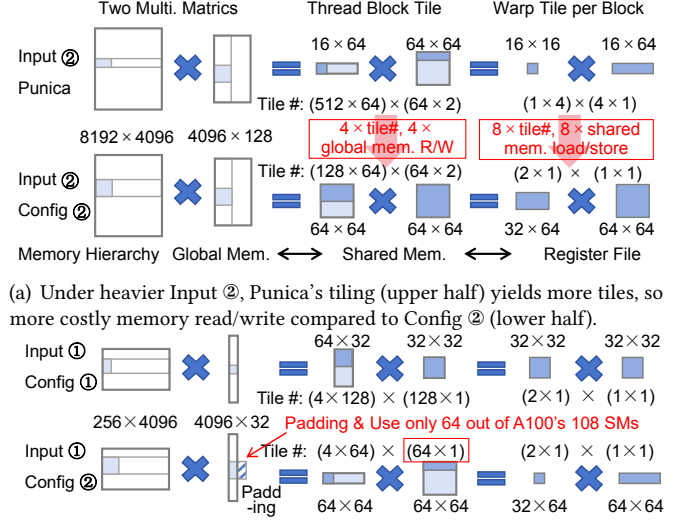 Two Multi. Matrics Thread Block Tile Warp Tile per Block
16×64 64×64 16×16 16×64
Input ②
Punica
Tile #: (512×64)×(64×2) (1×4)×(4×1)
8192×4096 4096×128
4×tile#, 4× global mem. R/W
8×tile#, 8×shared mem. load/store
Tile #: (128×64)×(64×2) (2×1) × (1×1)
Input ②
Config ②
64×64 64×64 32×64 64×64
Memory Hierarchy Global Mem. Shared Mem. Register File
(a) Under heavier Input ②, Punica's tiling (upper half) yields more tiles, so
more costly memory read/write compared to Config ② (lower half).
64×32 32×32 32×32 32×32
Input ①
Config ①
Tile #: (4×128) × (128×1) (2×1) × (1×1)
256×4096 4096×32
Padding & Use only 64 out of A100's 108 SMs
Input ①
Config ②
Tile #: (4×64) × (64×1) (2×1) × (1×1)
Padd
-ing
64×64 64×64 32×64 64×64